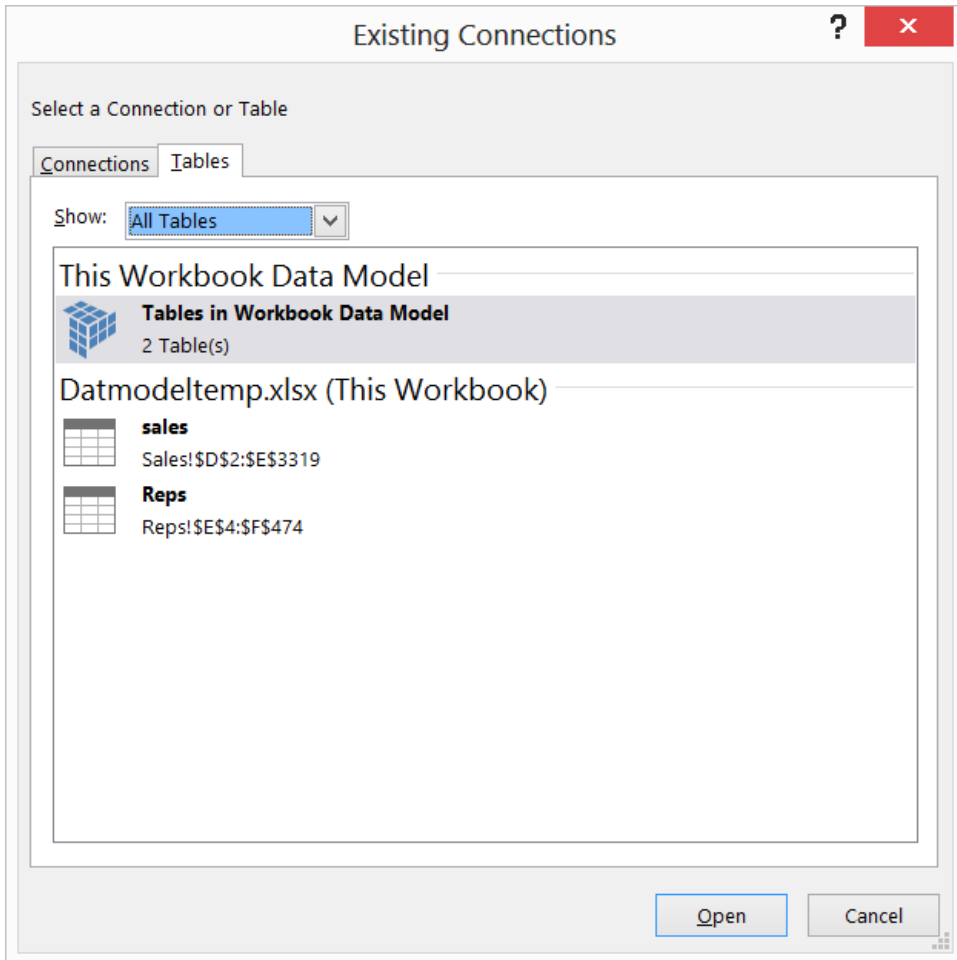 Existing Connections
?
Select a Connection or Table
Connections
Tables
Show:
All Tables
This Workbook Data Model
Tables in Workbook Data Model
2 Table(s)
Datmodeltemp.xlsx (This Workbook)
sales
Sales!$D$2:$E$3319
Reps
Reps!$E$4:$F$474
Open
Cancel